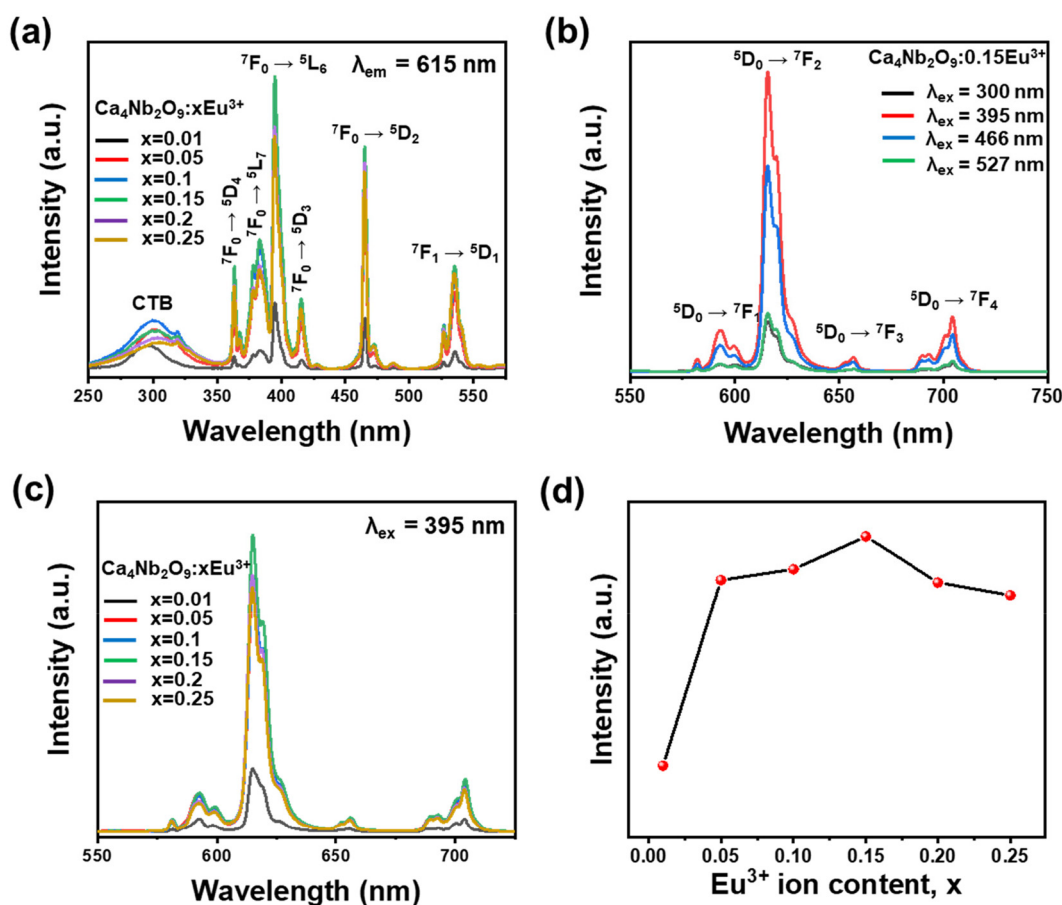 (a)
⁷F₀ → ⁵L₆
λem = 615 nm
Ca₄Nb₂O₉:xEu³⁺
x=0.01
x=0.05
x=0.1
x=0.15
x=0.2
x=0.25
CTB
⁷F₀ → ⁵D₄
⁷F₀ → ⁵L₇
⁷F₀ → ⁵D₃
⁷F₀ → ⁵D₂
⁷F₁ → ⁵D₁
Intensity (a.u.)
250 300 350 400 450 500 550
Wavelength (nm)
(b)
⁵D₀ → ⁷F₂
Ca₄Nb₂O₉:0.15Eu³⁺
λex = 300 nm
λex = 395 nm
λex = 466 nm
λex = 527 nm
⁵D₀ → ⁷F₁
⁵D₀ → ⁷F₃
⁵D₀ → ⁷F₄
Intensity (a.u.)
550 600 650 700 750
Wavelength (nm)
(c)
λex = 395 nm
Ca₄Nb₂O₉:xEu³⁺
x=0.01
x=0.05
x=0.1
x=0.15
x=0.2
x=0.25
Intensity (a.u.)
550 600 650 700
Wavelength (nm)
(d)
Intensity (a.u.)
0.00 0.05 0.10 0.15 0.20 0.25
Eu³⁺ ion content, x